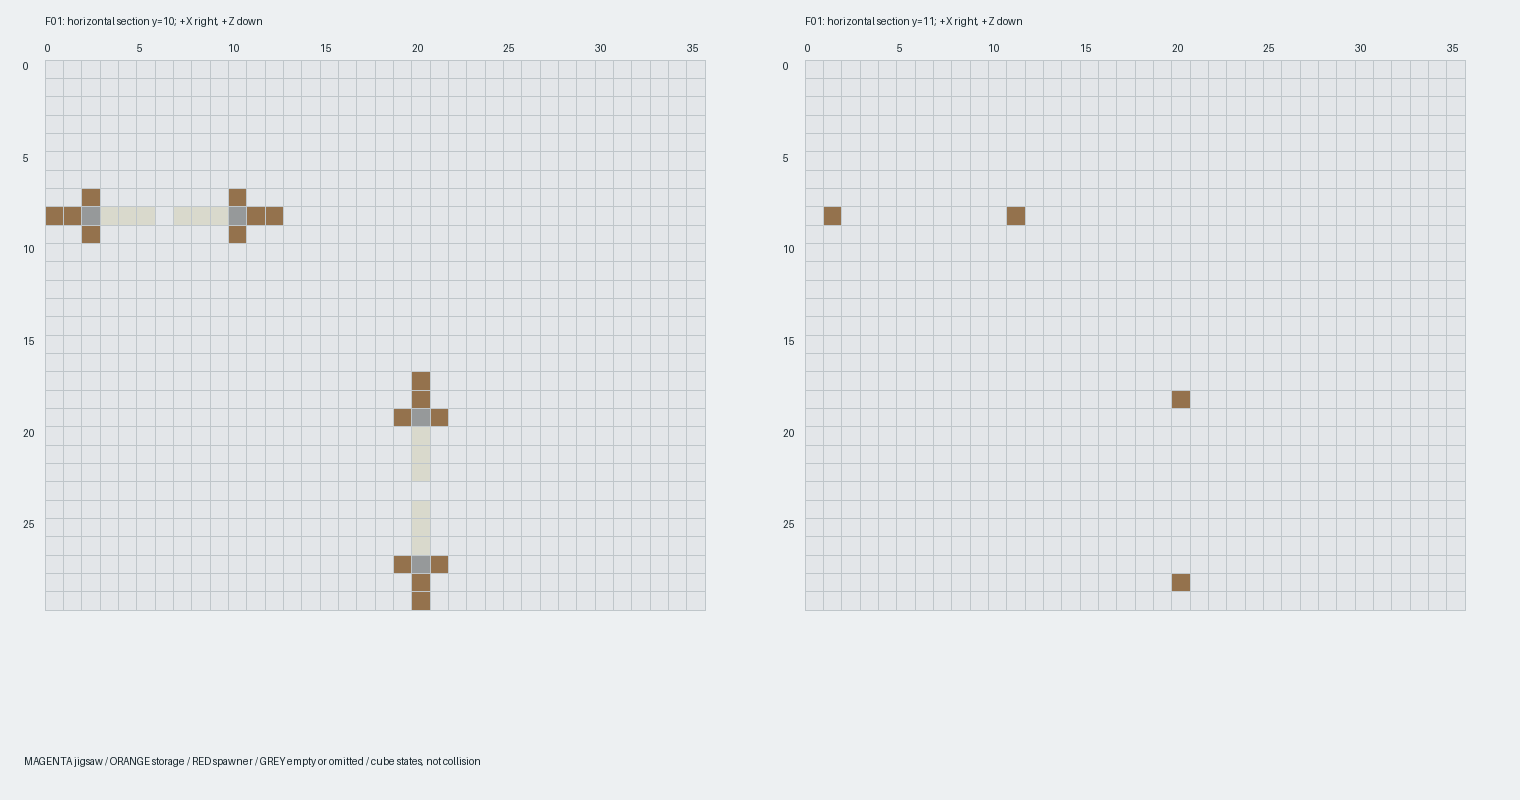 F01: horizontal section y=10; +X right, +Z down
0 5 10 15 20 25 30 35
0
5
10
15
20
25
F01: horizontal section y=11; +X right, +Z down
0 5 10 15 20 25 30 35
0
5
10
15
20
25
MAGENTA jigsaw / ORANGE storage / RED spawner / GREY empty or omitted / cube states, not collision